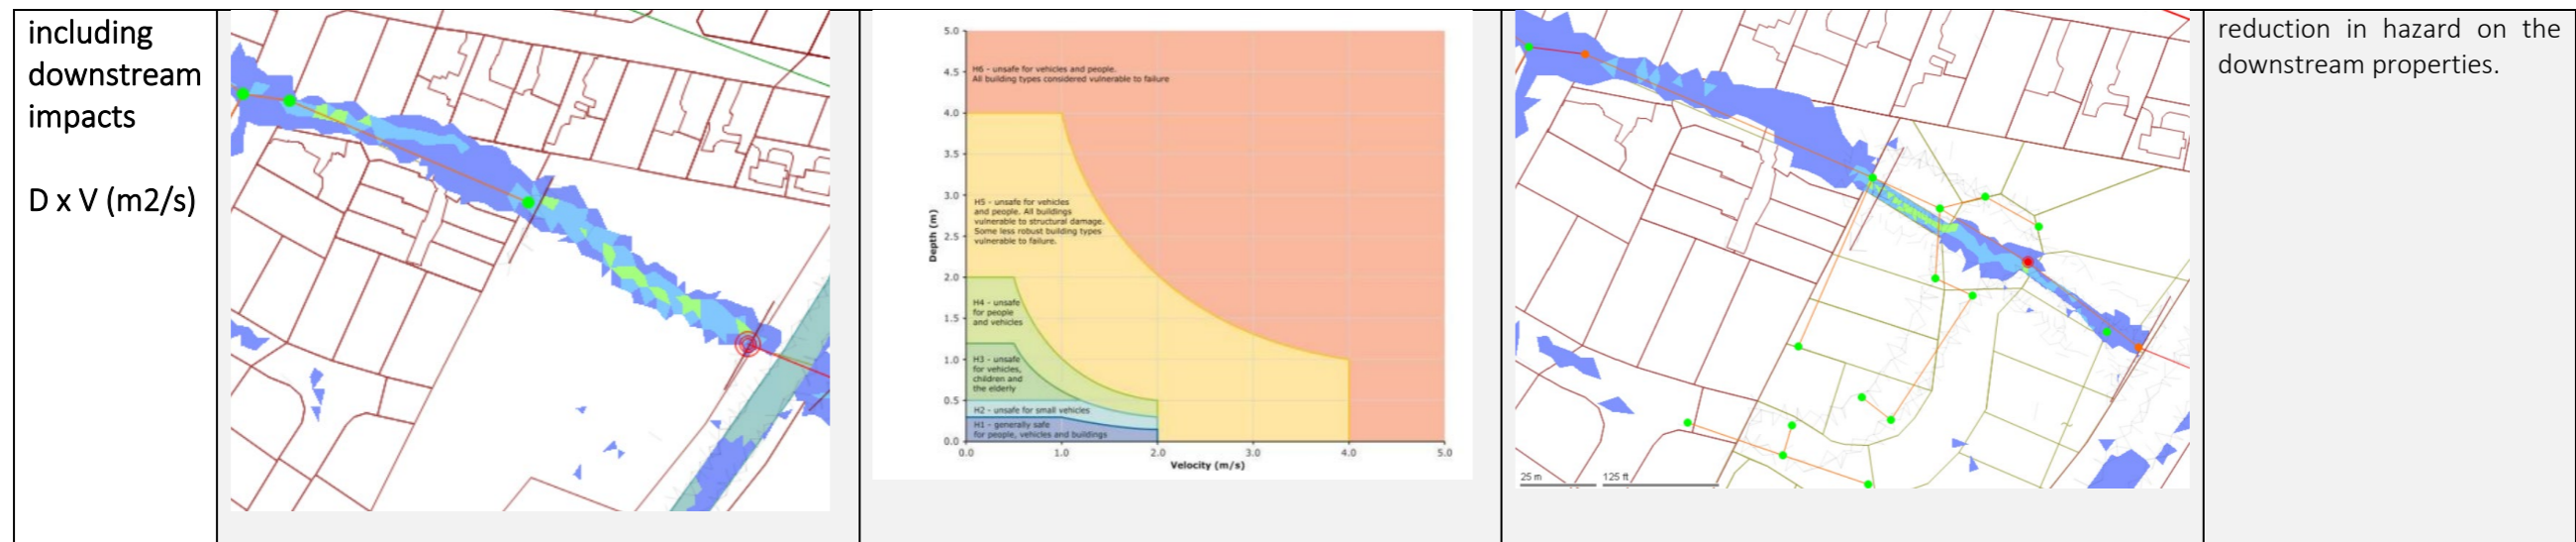 including
downstream
impacts
D x V (m2/s)
5.0
4.5
4.0
3.5
3.0
2.5
2.0
1.5
1.0
0.5
0.0
Depth (m)
H6 - unsafe for vehicles and people.
All building types considered vulnerable to failure
H5 - unsafe for vehicles
and people. All buildings
vulnerable to structural damage.
Some less robust building types
vulnerable to failure.
H4 - unsafe
for people
and vehicles
H3 - unsafe
for vehicles,
children and
the elderly
H2 - unsafe for small vehicles
H1 - generally safe
for people, vehicles and buildings
0.0 1.0 2.0 3.0 4.0 5.0
Velocity (m/s)
25 m 125 ft
reduction in hazard on the
downstream properties.